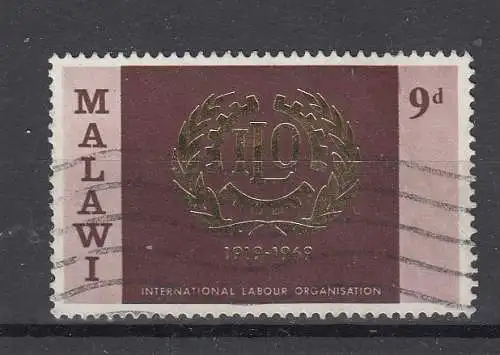 MALAWI
9d
ILO
1919-1969
INTERNATIONAL LABOUR ORGANISATION